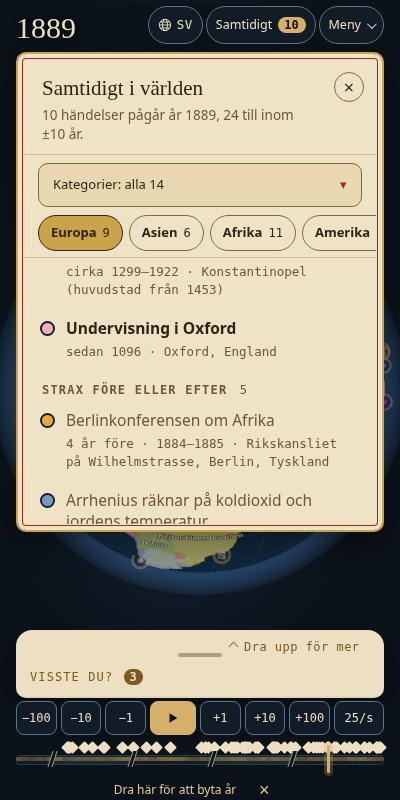 1889
SV
Samtidigt 10
Meny
Samtidigt i världen
10 händelser pågår år 1889, 24 till inom
±10 år.
×
Kategorier: alla 14
Europa 9
Asien 6
Afrika 11
Amerika
cirka 1299–1922 · Konstantinopel
(huvudstad från 1453)
Undervisning i Oxford
sedan 1096 · Oxford, England
STRAX FÖRE ELLER EFTER 5
Berlinkonferensen om Afrika
4 år före · 1884–1885 · Rikskansliet
på Wilhelmstrasse, Berlin, Tyskland
Arrhenius räknar på koldioxid och
jordens temperatur
Dra upp för mer
VISSTE DU? 3
−100
−10
−1
+1
+10
+100
25/s
Dra här för att byta år
×